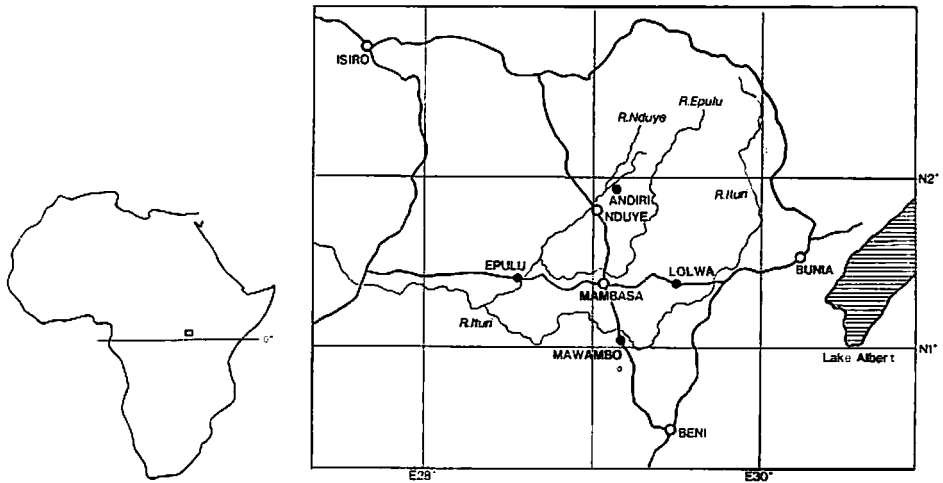 ISIRO
R.Nduye
R.Epulu
N2°
ANDIRI
R.Ituri
NDUYE
EPULU
LOLWA
BUNIA
MAMBASA
R.Ituri
0°
MAWAMBO
N1°
Lake Albert
BENI
E28°
E30°